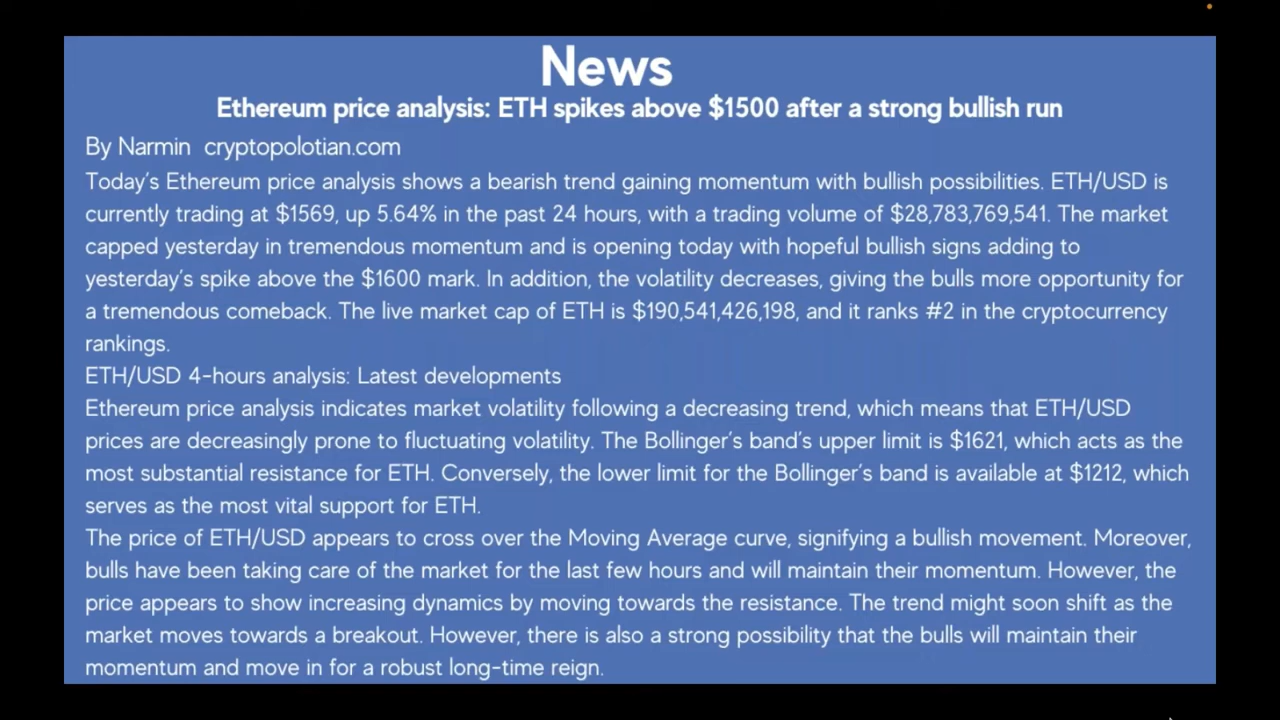 News
Ethereum price analysis: ETH spikes above $1500 after a strong bullish run
By Narmin cryptopolotian.com
Today's Ethereum price analysis shows a bearish trend gaining momentum with bullish possibilities. ETH/USD is
currently trading at $1569, up 5.64% in the past 24 hours, with a trading volume of $28,783,769,541. The market
capped yesterday in tremendous momentum and is opening today with hopeful bullish signs adding to
yesterday's spike above the $1600 mark. In addition, the volatility decreases, giving the bulls more opportunity for
a tremendous comeback. The live market cap of ETH is $190,541,426,198, and it ranks #2 in the cryptocurrency
rankings.
ETH/USD 4-hours analysis: Latest developments
Ethereum price analysis indicates market volatility following a decreasing trend, which means that ETH/USD
prices are decreasingly prone to fluctuating volatility. The Bollinger's band's upper limit is $1621, which acts as the
most substantial resistance for ETH. Conversely, the lower limit for the Bollinger's band is available at $1212, which
serves as the most vital support for ETH.
The price of ETH/USD appears to cross over the Moving Average curve, signifying a bullish movement. Moreover,
bulls have been taking care of the market for the last few hours and will maintain their momentum. However, the
price appears to show increasing dynamics by moving towards the resistance. The trend might soon shift as the
market moves towards a breakout. However, there is also a strong possibility that the bulls will maintain their
momentum and move in for a robust long-time reign.